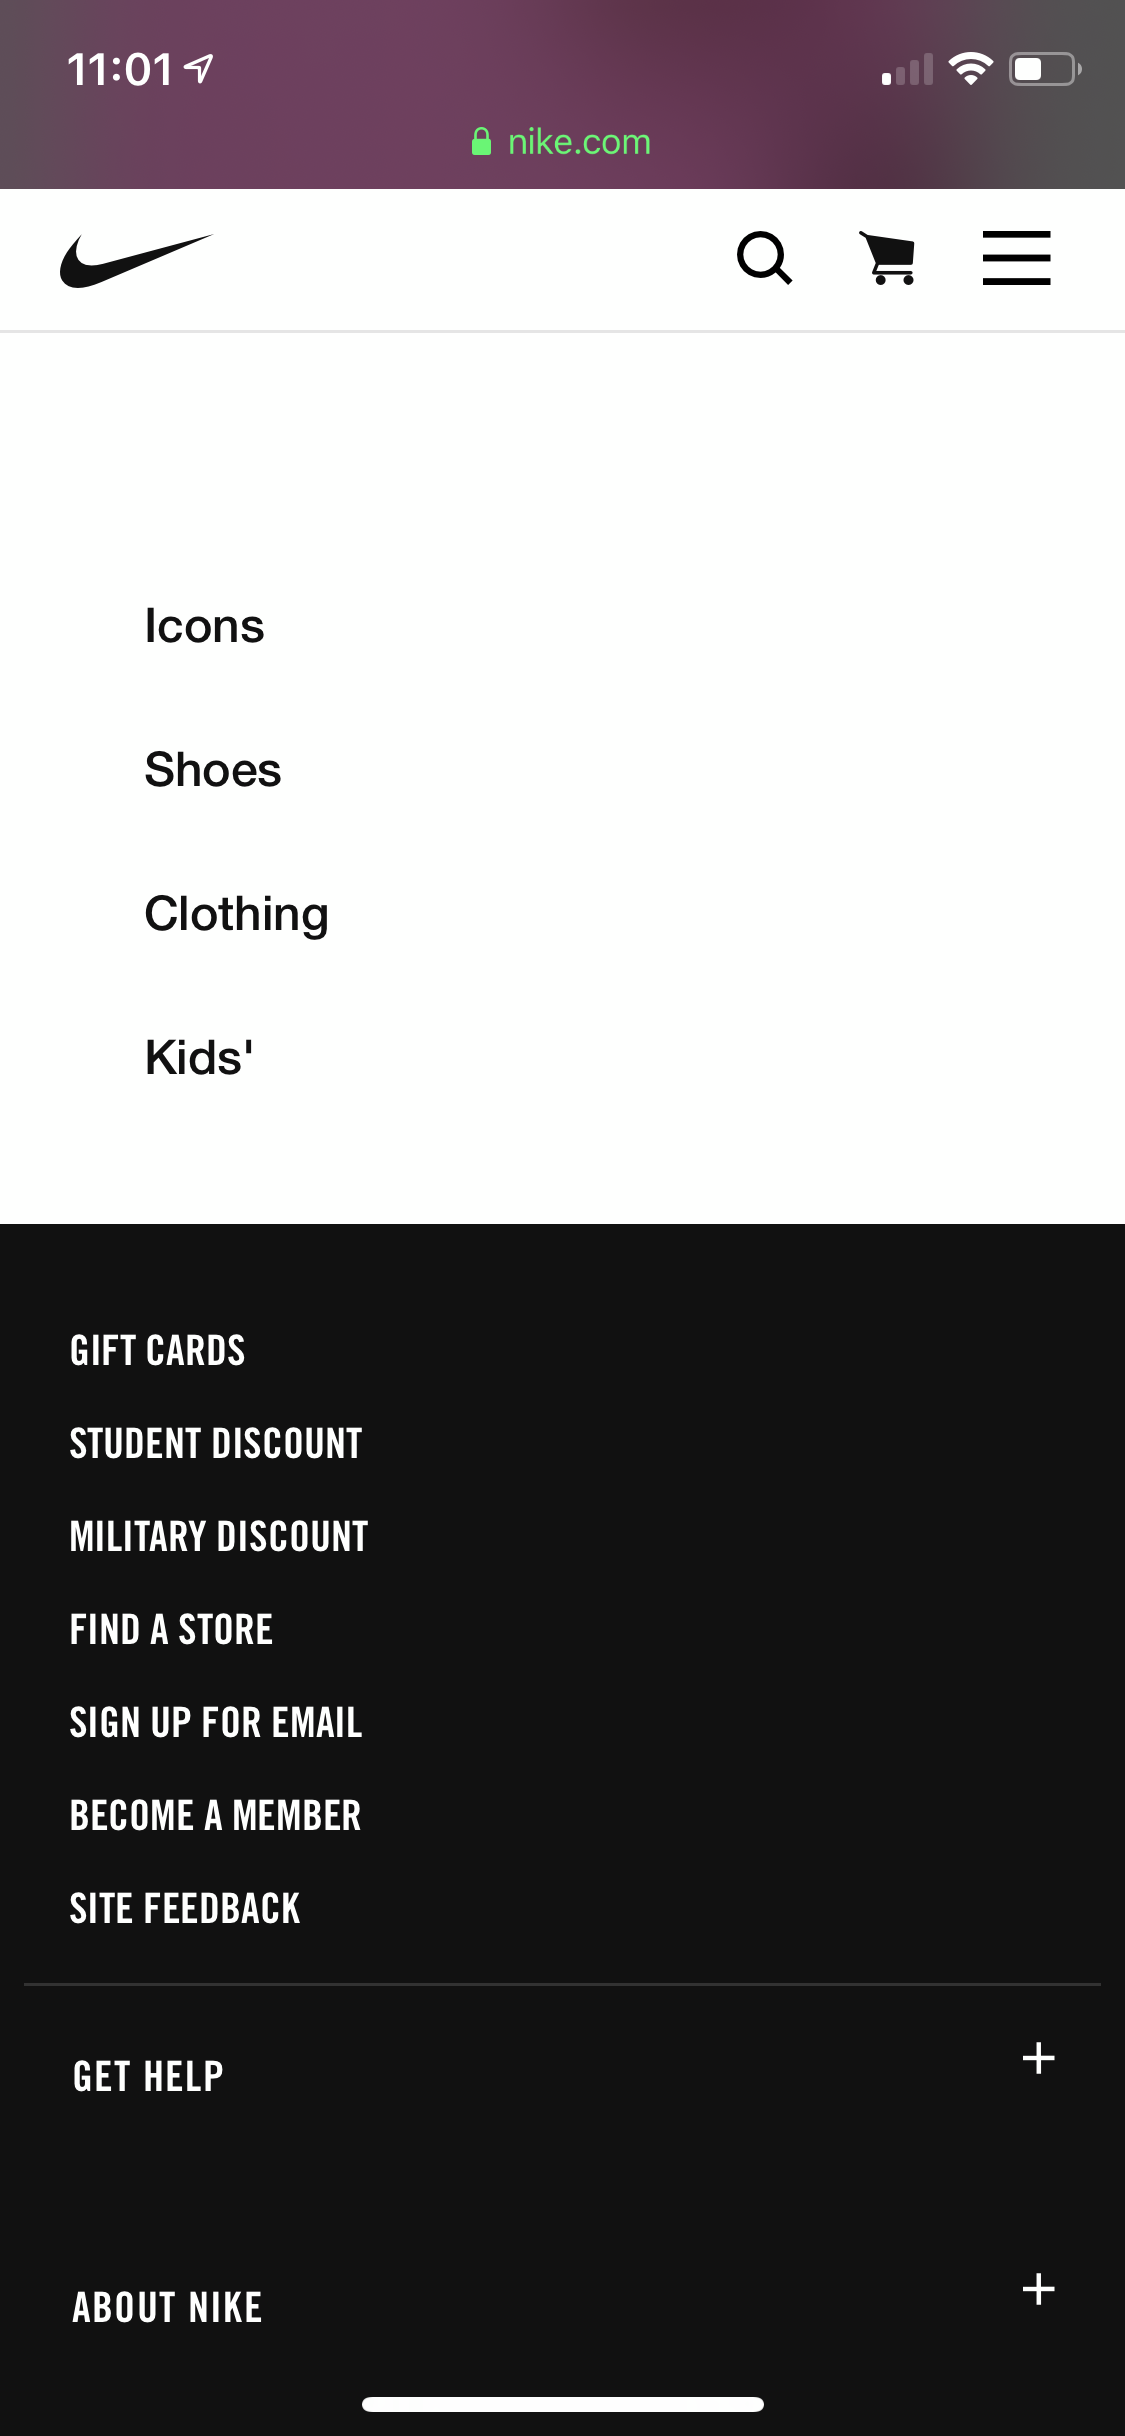 11:01
nike.com
Icons
Shoes
Clothing
Kids'
GIFT CARDS
STUDENT DISCOUNT
MILITARY DISCOUNT
FIND A STORE
SIGN UP FOR EMAIL
BECOME A MEMBER
SITE FEEDBACK
GET HELP
ABOUT NIKE